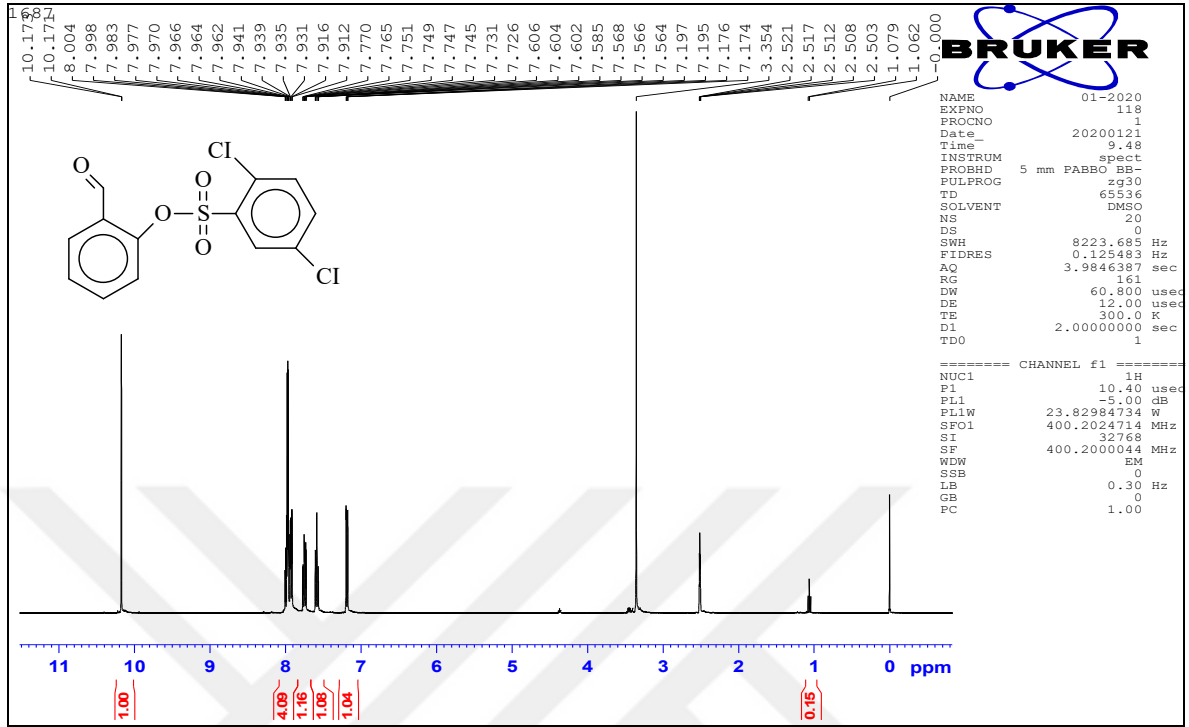 1687
10.173
10.171
8.004
7.998
7.983
7.977
7.970
7.966
7.964
7.962
7.941
7.939
7.935
7.931
7.916
7.912
7.770
7.765
7.751
7.749
7.747
7.745
7.731
7.726
7.606
7.604
7.602
7.585
7.568
7.566
7.564
7.197
7.195
7.176
7.174
3.354
2.521
2.517
2.512
2.508
2.503
1.079
1.062
-0.000
BRUKER
NAME 01-2020
EXPNO 118
PROCNO 1
Date_ 20200121
Time 9.48
INSTRUM spect
PROBHD 5 mm PABBO BB-
PULPROG zg30
TD 65536
SOLVENT DMSO
NS 20
DS 0
SWH 8223.685 Hz
FIDRES 0.125483 Hz
AQ 3.9846387 sec
RG 161
DW 60.800 usec
DE 12.00 usec
TE 300.0 K
D1 2.00000000 sec
TD0 1
======== CHANNEL f1 ========
NUC1 1H
P1 10.40 usec
PL1 -5.00 dB
PL1W 23.82984734 W
SFO1 400.2024714 MHz
SI 32768
SF 400.2000044 MHz
WDW EM
SSB 0
LB 0.30 Hz
GB 0
PC 1.00
CI
O
O
O S
O
CI
11 10 9 8 7 6 5 4 3 2 1 0 ppm
1.00 4.09 1.16 1.08 1.04 0.15